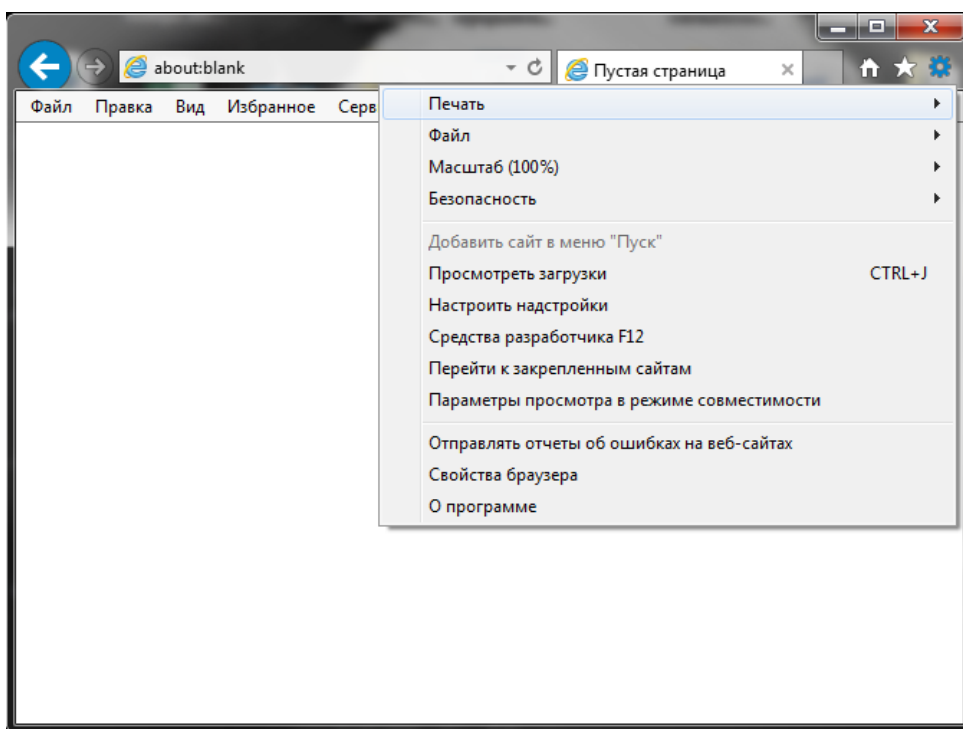 about:blank
Пустая страница
Файл Правка Вид Избранное Серв
Печать
Файл
Масштаб (100%)
Безопасность
Добавить сайт в меню "Пуск"
Просмотреть загрузки CTRL+J
Настроить надстройки
Средства разработчика F12
Перейти к закрепленным сайтам
Параметры просмотра в режиме совместимости
Отправлять отчеты об ошибках на веб-сайтах
Свойства браузера
О программе